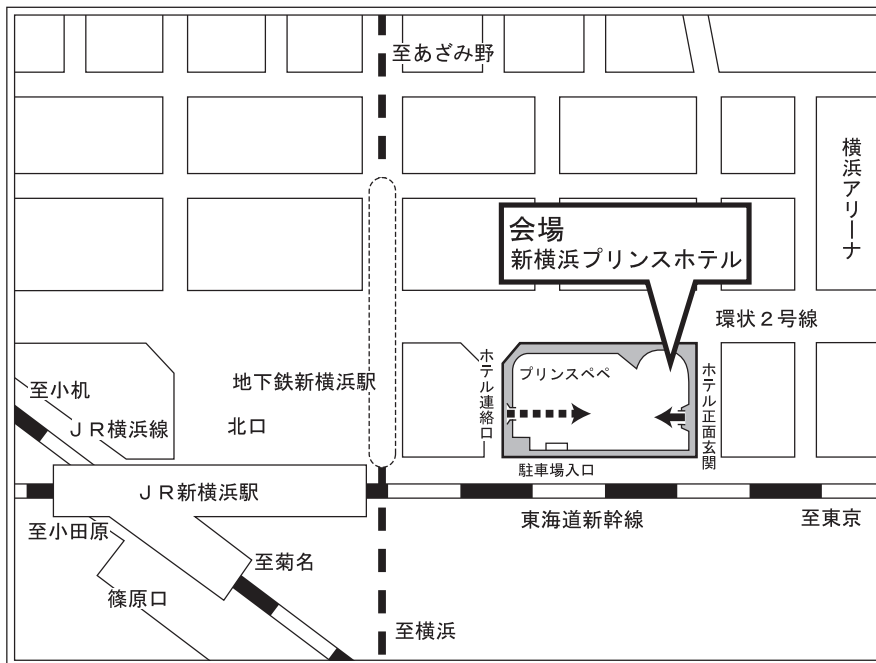 至あざみ野
横浜アリーナ
会場
新横浜プリンスホテル
環状２号線
地下鉄新横浜駅
ホテル連絡口
プリンスペペ
ホテル正面玄関
至小机
ＪＲ横浜線
北口
駐車場入口
ＪＲ新横浜駅
東海道新幹線
至東京
至小田原
至菊名
篠原口
至横浜